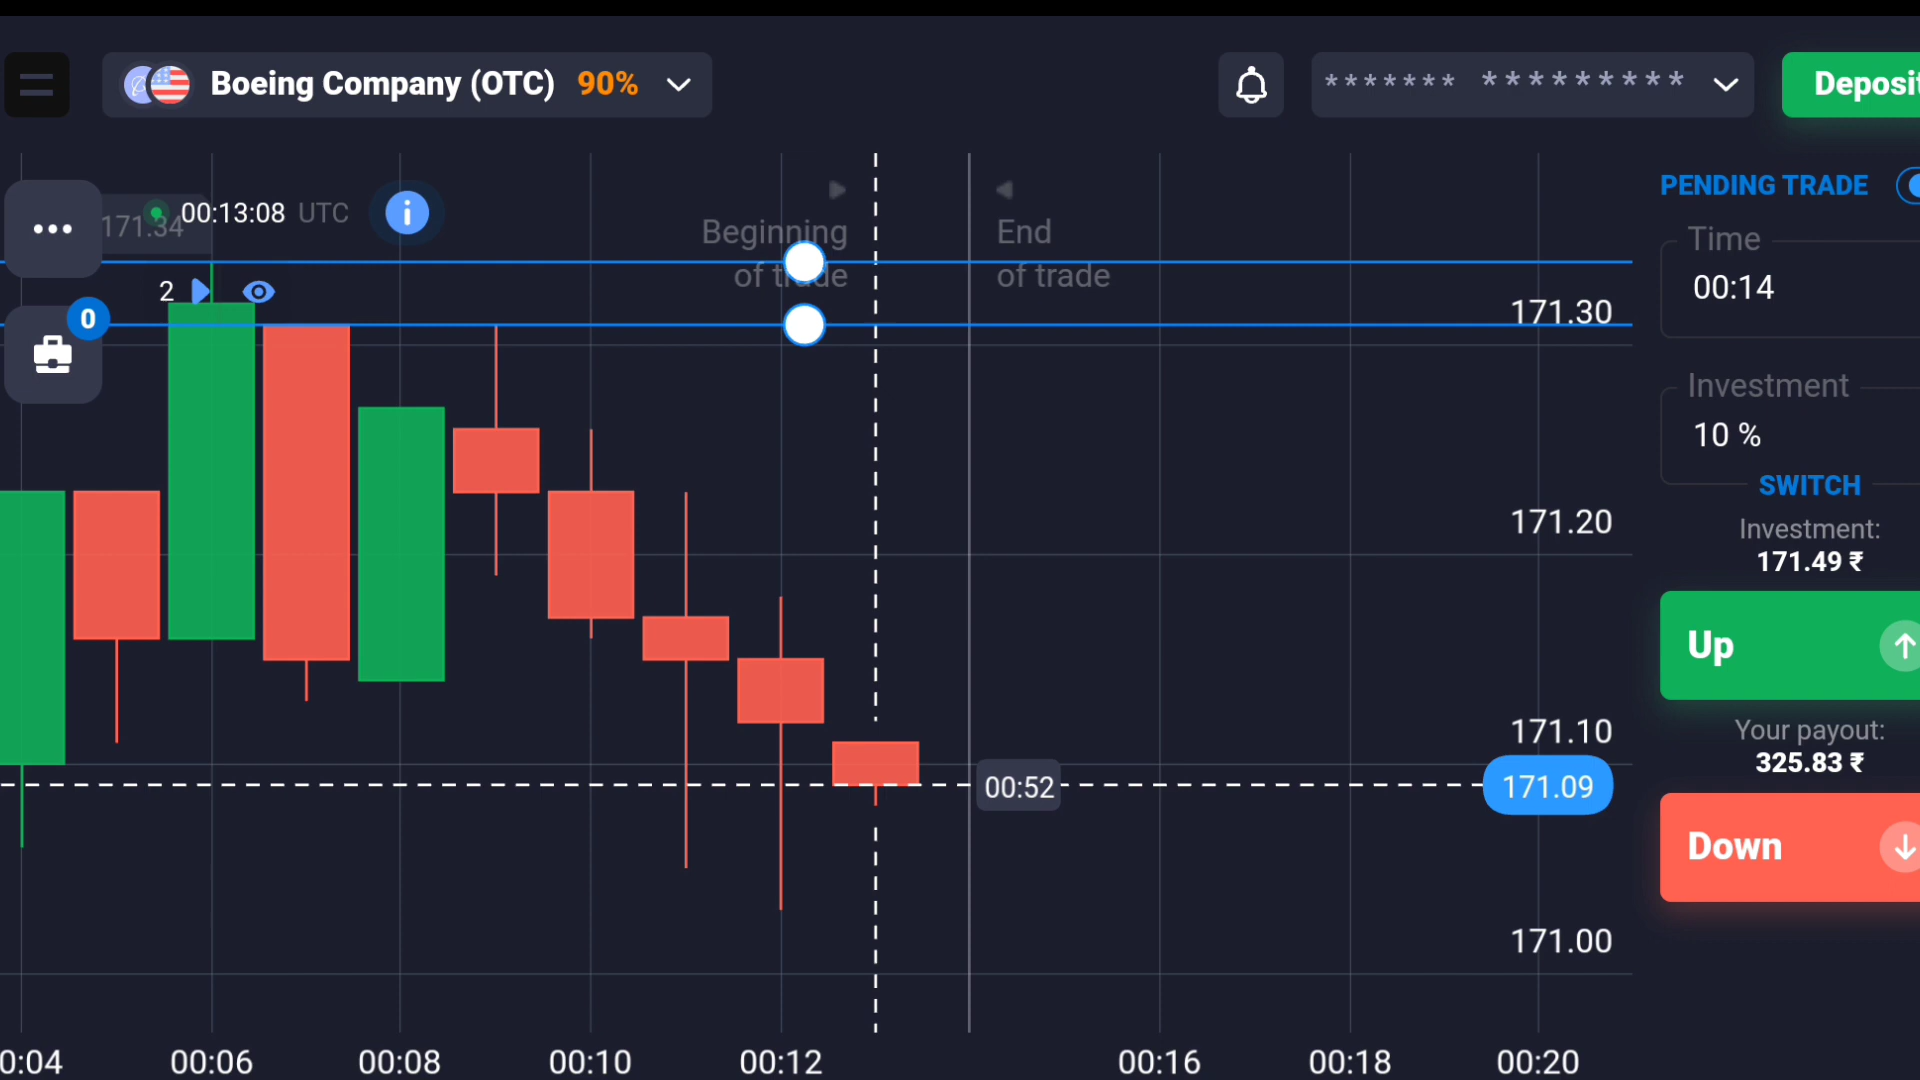 Boeing Company (OTC) 90%
******* *********
Deposit
171.34
00:13:08 UTC
i
Beginning
of trade
End
of trade
2
0
171.30
171.20
171.10
171.09
171.00
00:52
PENDING TRADE
Time
00:14
Investment
10 %
SWITCH
Investment:
171.49 ₹
Up
Your payout:
325.83 ₹
Down
0:04 00:06 00:08 00:10 00:12 00:16 00:18 00:20